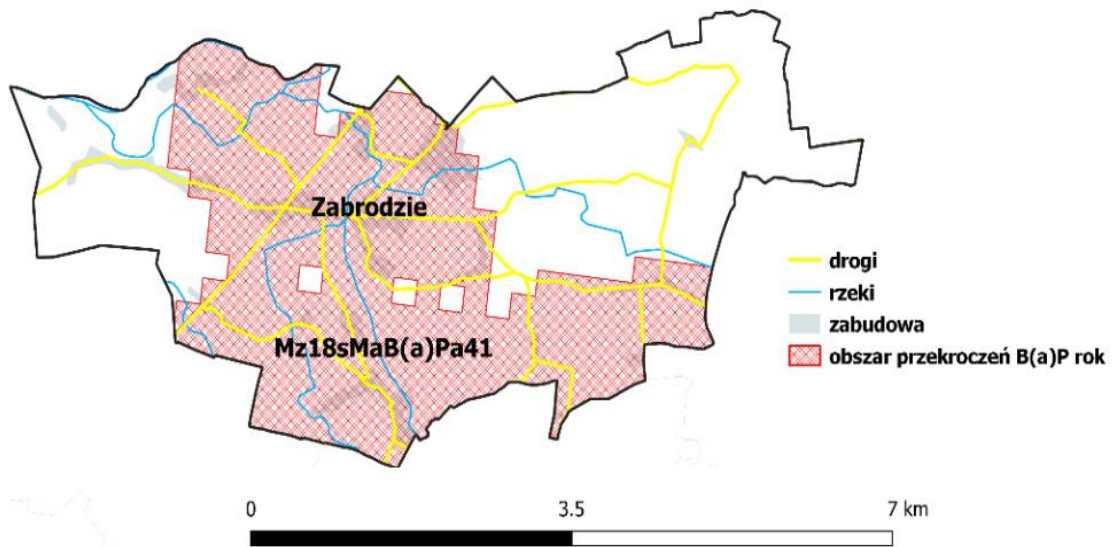 Zabrodzie
Mz18sMaB(a)Pa41
drogi
rzeki
zabudowa
obszar przekroczeń B(a)P rok
0 3.5 7 km